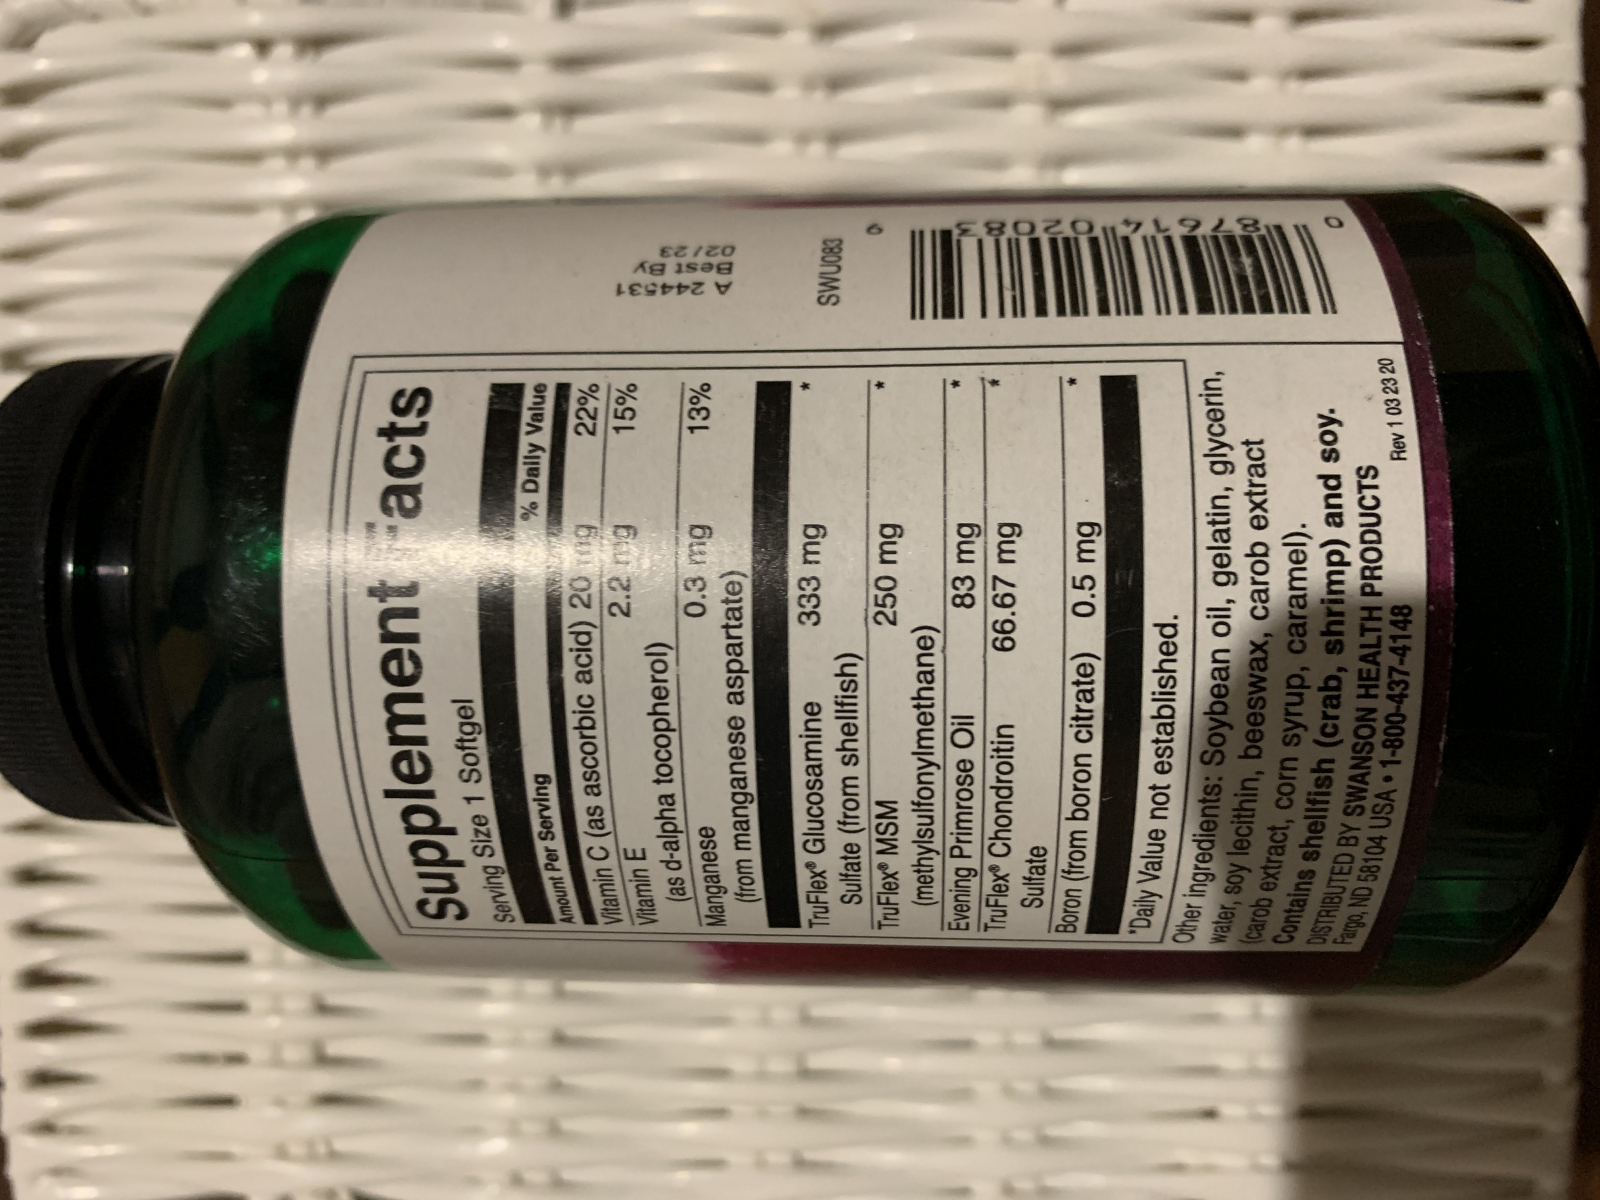 Supplement Facts
Serving Size 1 Softgel
Amount Per Serving % Daily Value
Vitamin C (as ascorbic acid) 20 mg 22%
Vitamin E 2.2 mg 15%
(as d-alpha tocopherol)
Manganese 0.3 mg 13%
(from manganese aspartate)
TruFlex® Glucosamine 333 mg *
Sulfate (from shellfish)
TruFlex® MSM 250 mg *
(methylsulfonylmethane)
Evening Primrose Oil 83 mg *
TruFlex® Chondroitin 66.67 mg *
Sulfate
Boron (from boron citrate) 0.5 mg *
*Daily Value not established.
Other ingredients: Soybean oil, gelatin, glycerin,
water, soy lecithin, beeswax, carob extract
(carob extract, corn syrup, caramel).
Contains shellfish (crab, shrimp) and soy.
DISTRIBUTED BY SWANSON HEALTH PRODUCTS
Fargo, ND 58104 USA • 1-800-437-4148
Rev 1 03 23 20
A 244531
Best By
02/23
SWU083
0 87614 02083 9